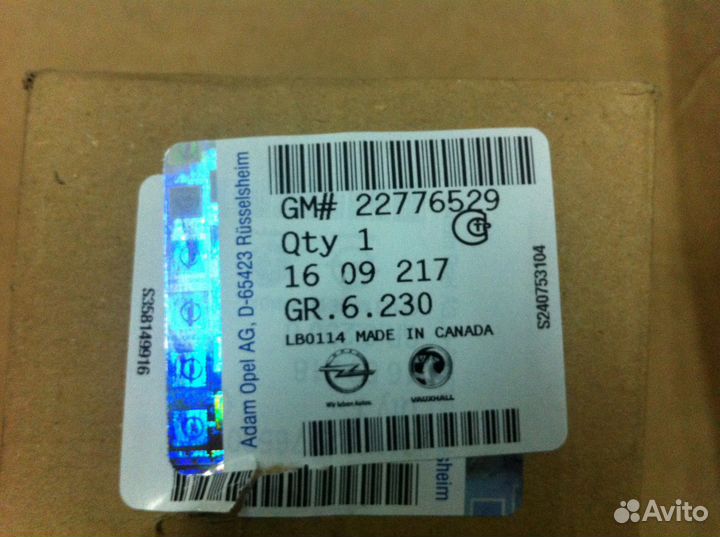 GM# 22776529
Qty 1
16 09 217
GR.6.230
LB0114 MADE IN CANADA
Wir leben Autos.
VAUXHALL
Adam Opel AG, D-65423 Rüsselsheim
S240753104
S358149916
lsheim
Avito